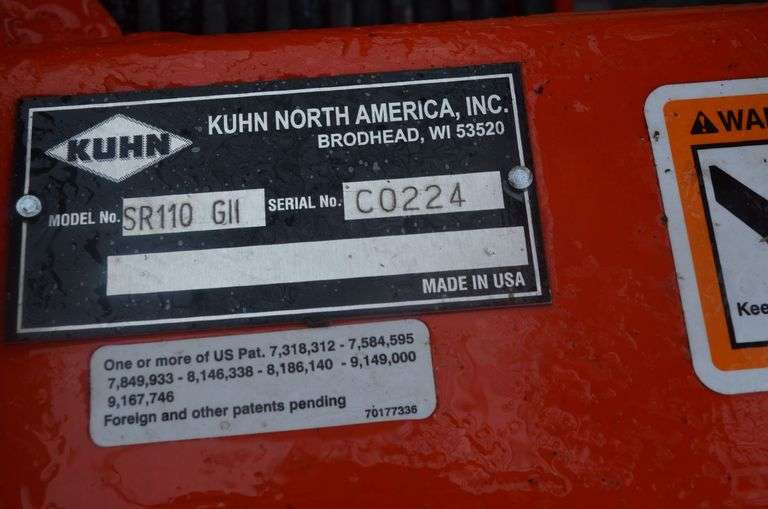 KUHN
KUHN NORTH AMERICA, INC.
BRODHEAD, WI 53520
MODEL No. SR110 GII SERIAL No. C0224
MADE IN USA
One or more of US Pat. 7,318,312 - 7,584,595
7,849,933 - 8,146,338 - 8,186,140 - 9,149,000
9,167,746
Foreign and other patents pending
70177336